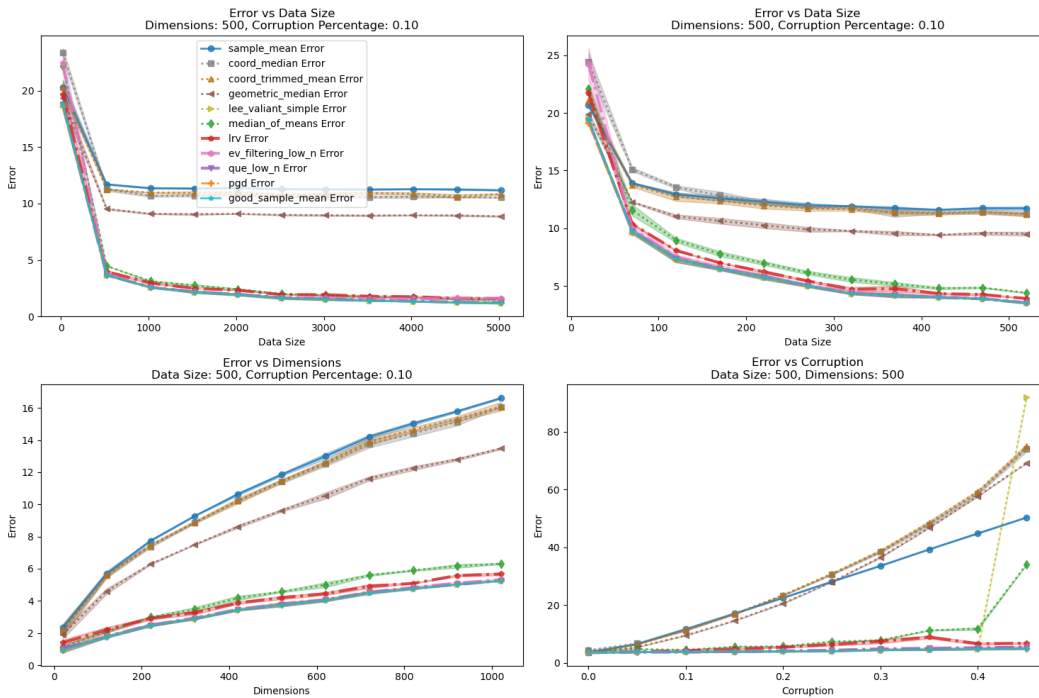 Error vs Data Size
Dimensions: 500, Corruption Percentage: 0.10
sample_mean Error
coord_median Error
coord_trimmed_mean Error
geometric_median Error
lee_valiant_simple Error
median_of_means Error
lrv Error
ev_filtering_low_n Error
que_low_n Error
pgd Error
good_sample_mean Error
Error
20
15
10
5
0
0
1000
2000
3000
4000
5000
Data Size
Error vs Data Size
Dimensions: 500, Corruption Percentage: 0.10
Error
25
20
15
10
5
0
100
200
300
400
500
Data Size
Error vs Dimensions
Data Size: 500, Corruption Percentage: 0.10
Error
16
14
12
10
8
6
4
2
0
0
200
400
600
800
1000
Dimensions
Error vs Corruption
Data Size: 500, Dimensions: 500
Error
80
60
40
20
0
0.0
0.1
0.2
0.3
0.4
Corruption